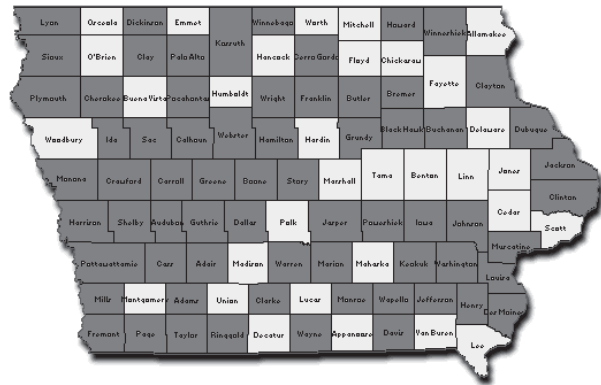 Lyon Osceola Dickinson Emmet Winnebago Worth Mitchell Howard Winneshiek Allamakee
Sioux O'Brien Clay Palo Alto Kossuth Hancock Cerro Gordo Floyd Chickasaw
Fayette Clayton
Plymouth Cherokee Buena Vista Pocahontas Humboldt Wright Franklin Butler Bremer
Woodbury Ida Sac Calhoun Webster Hamilton Hardin Grundy Black Hawk Buchanan Delaware Dubuque
Monona Crawford Carroll Greene Boone Story Marshall Tama Benton Linn Jones Jackson
Clinton
Harrison Shelby Audubon Guthrie Dallas Polk Jasper Poweshiek Iowa Johnson Cedar Scott
Muscatine
Pottawattamie Cass Adair Madison Warren Marion Mahaska Keokuk Washington Louisa
Mills Montgomery Adams Union Clarke Lucas Monroe Wapello Jefferson Henry Des Moines
Fremont Page Taylor Ringgold Decatur Wayne Appanoose Davis Van Buren Lee